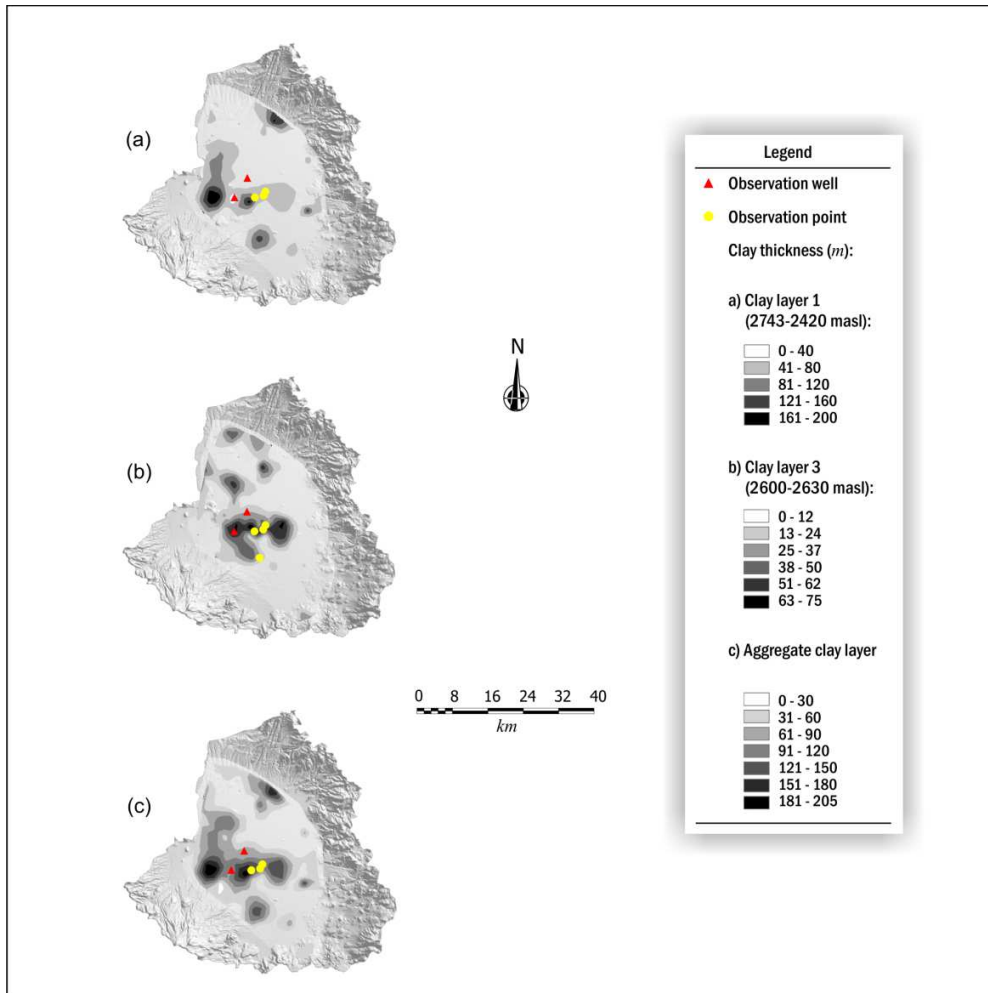 (a)
(b)
(c)
N
0 8 16 24 32 40
km
Legend
Observation well
Observation point
Clay thickness (m):
a) Clay layer 1
(2743-2420 masl):
0 - 40
41 - 80
81 - 120
121 - 160
161 - 200
b) Clay layer 3
(2600-2630 masl):
0 - 12
13 - 24
25 - 37
38 - 50
51 - 62
63 - 75
c) Aggregate clay layer
0 - 30
31 - 60
61 - 90
91 - 120
121 - 150
151 - 180
181 - 205